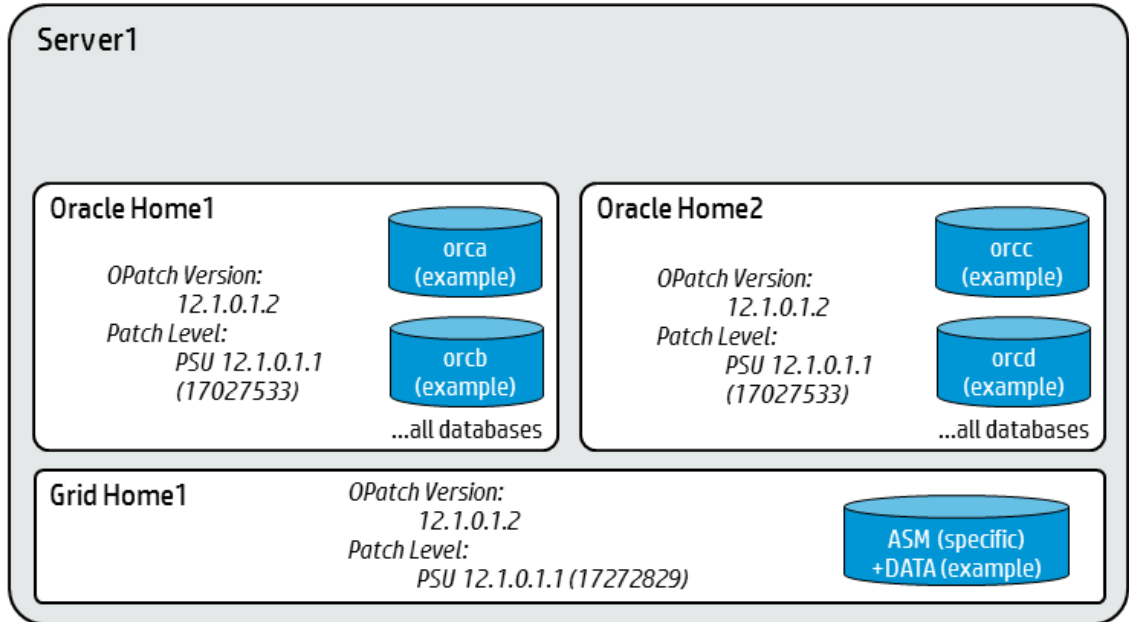 Server1
Oracle Home1
OPatch Version:
12.1.0.1.2
Patch Level:
PSU 12.1.0.1.1
(17027533)
orca
(example)
orcb
(example)
...all databases
Oracle Home2
OPatch Version:
12.1.0.1.2
Patch Level:
PSU 12.1.0.1.1
(17027533)
orcc
(example)
orcd
(example)
...all databases
Grid Home1
OPatch Version:
12.1.0.1.2
Patch Level:
PSU 12.1.0.1.1 (17272829)
ASM (specific)
+DATA (example)